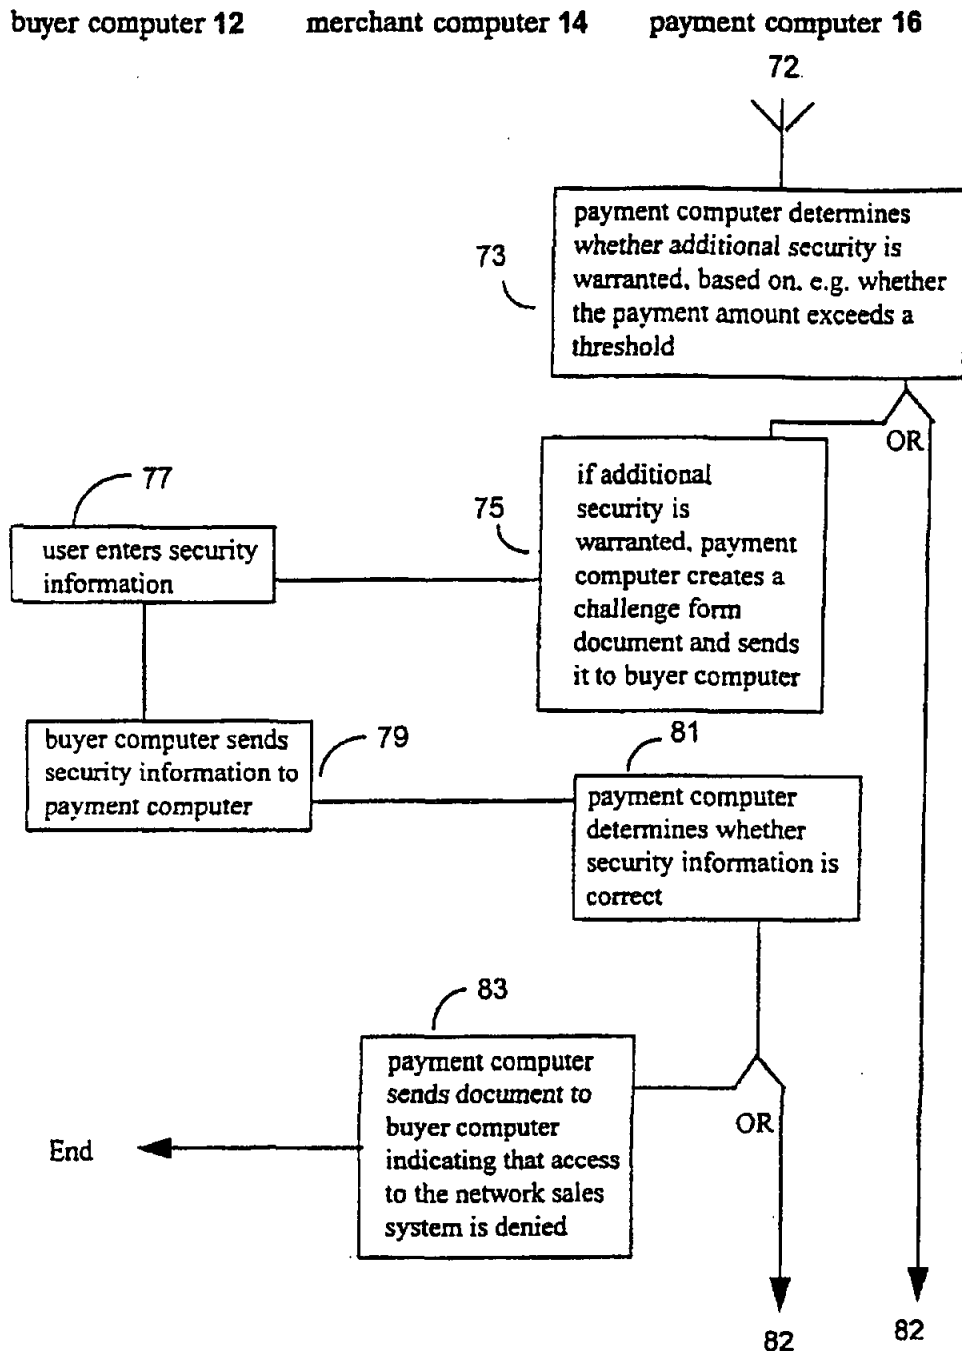 buyer computer 12 merchant computer 14 payment computer 16
72
payment computer determines
whether additional security is
warranted, based on, e.g. whether
the payment amount exceeds a
threshold
73
OR
if additional
security is
warranted, payment
computer creates a
challenge form
document and sends
it to buyer computer
75
77
user enters security
information
buyer computer sends
security information to
payment computer
79
81
payment computer
determines whether
security information is
correct
83
payment computer
sends document to
buyer computer
indicating that access
to the network sales
system is denied
OR
End
82
82